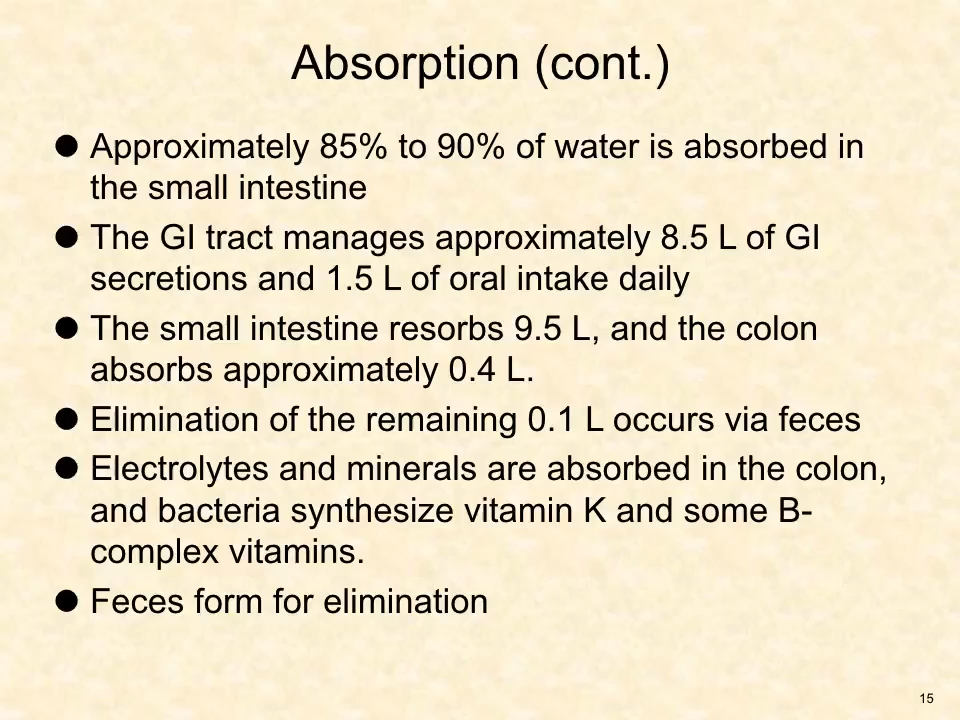 Absorption (cont.)
● Approximately 85% to 90% of water is absorbed in
the small intestine
● The GI tract manages approximately 8.5 L of GI
secretions and 1.5 L of oral intake daily
● The small intestine resorbs 9.5 L, and the colon
absorbs approximately 0.4 L.
● Elimination of the remaining 0.1 L occurs via feces
● Electrolytes and minerals are absorbed in the colon,
and bacteria synthesize vitamin K and some B-
complex vitamins.
● Feces form for elimination
15